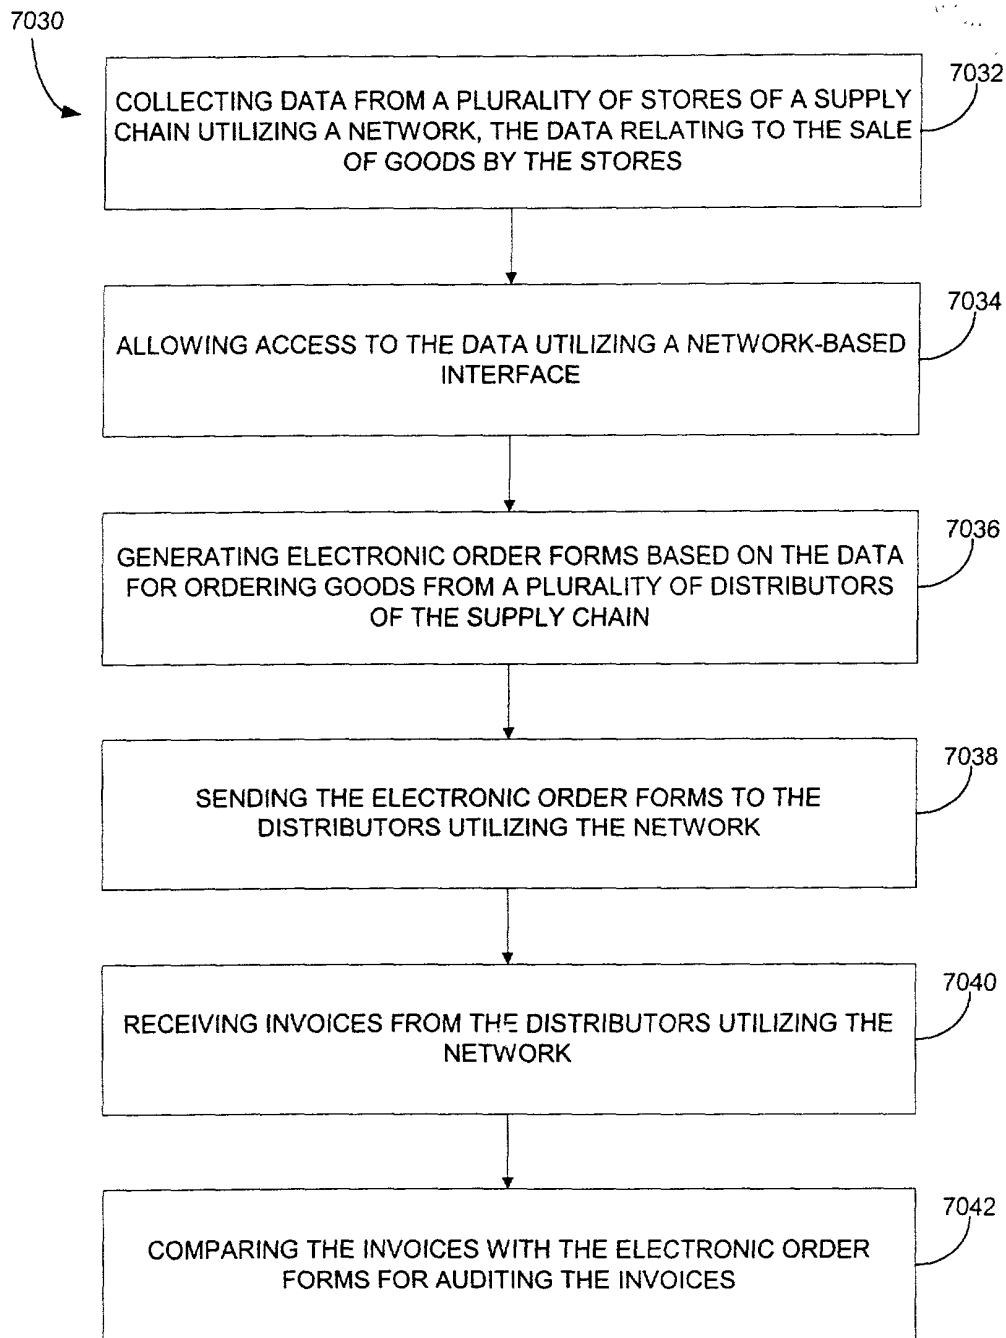 7030
7032
COLLECTING DATA FROM A PLURALITY OF STORES OF A SUPPLY
CHAIN UTILIZING A NETWORK, THE DATA RELATING TO THE SALE
OF GOODS BY THE STORES
7034
ALLOWING ACCESS TO THE DATA UTILIZING A NETWORK-BASED
INTERFACE
7036
GENERATING ELECTRONIC ORDER FORMS BASED ON THE DATA
FOR ORDERING GOODS FROM A PLURALITY OF DISTRIBUTORS
OF THE SUPPLY CHAIN
7038
SENDING THE ELECTRONIC ORDER FORMS TO THE
DISTRIBUTORS UTILIZING THE NETWORK
7040
RECEIVING INVOICES FROM THE DISTRIBUTORS UTILIZING THE
NETWORK
7042
COMPARING THE INVOICES WITH THE ELECTRONIC ORDER
FORMS FOR AUDITING THE INVOICES